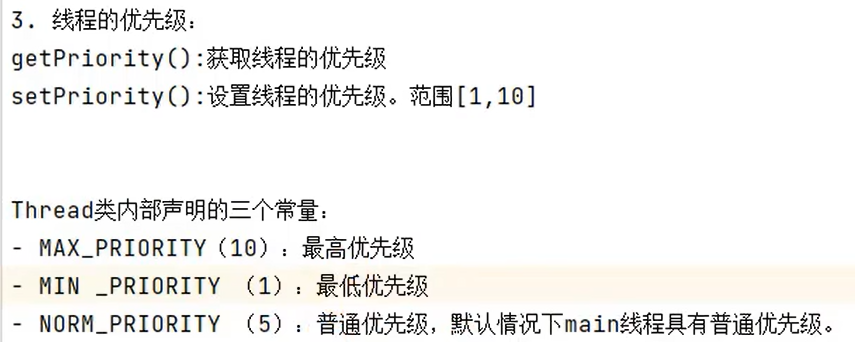 3. 线程的优先级：
getPriority():获取线程的优先级
setPriority():设置线程的优先级。范围[1,10]
Thread类内部声明的三个常量：
- MAX_PRIORITY（10）：最高优先级
- MIN _PRIORITY （1）：最低优先级
- NORM_PRIORITY （5）：普通优先级，默认情况下main线程具有普通优先级。